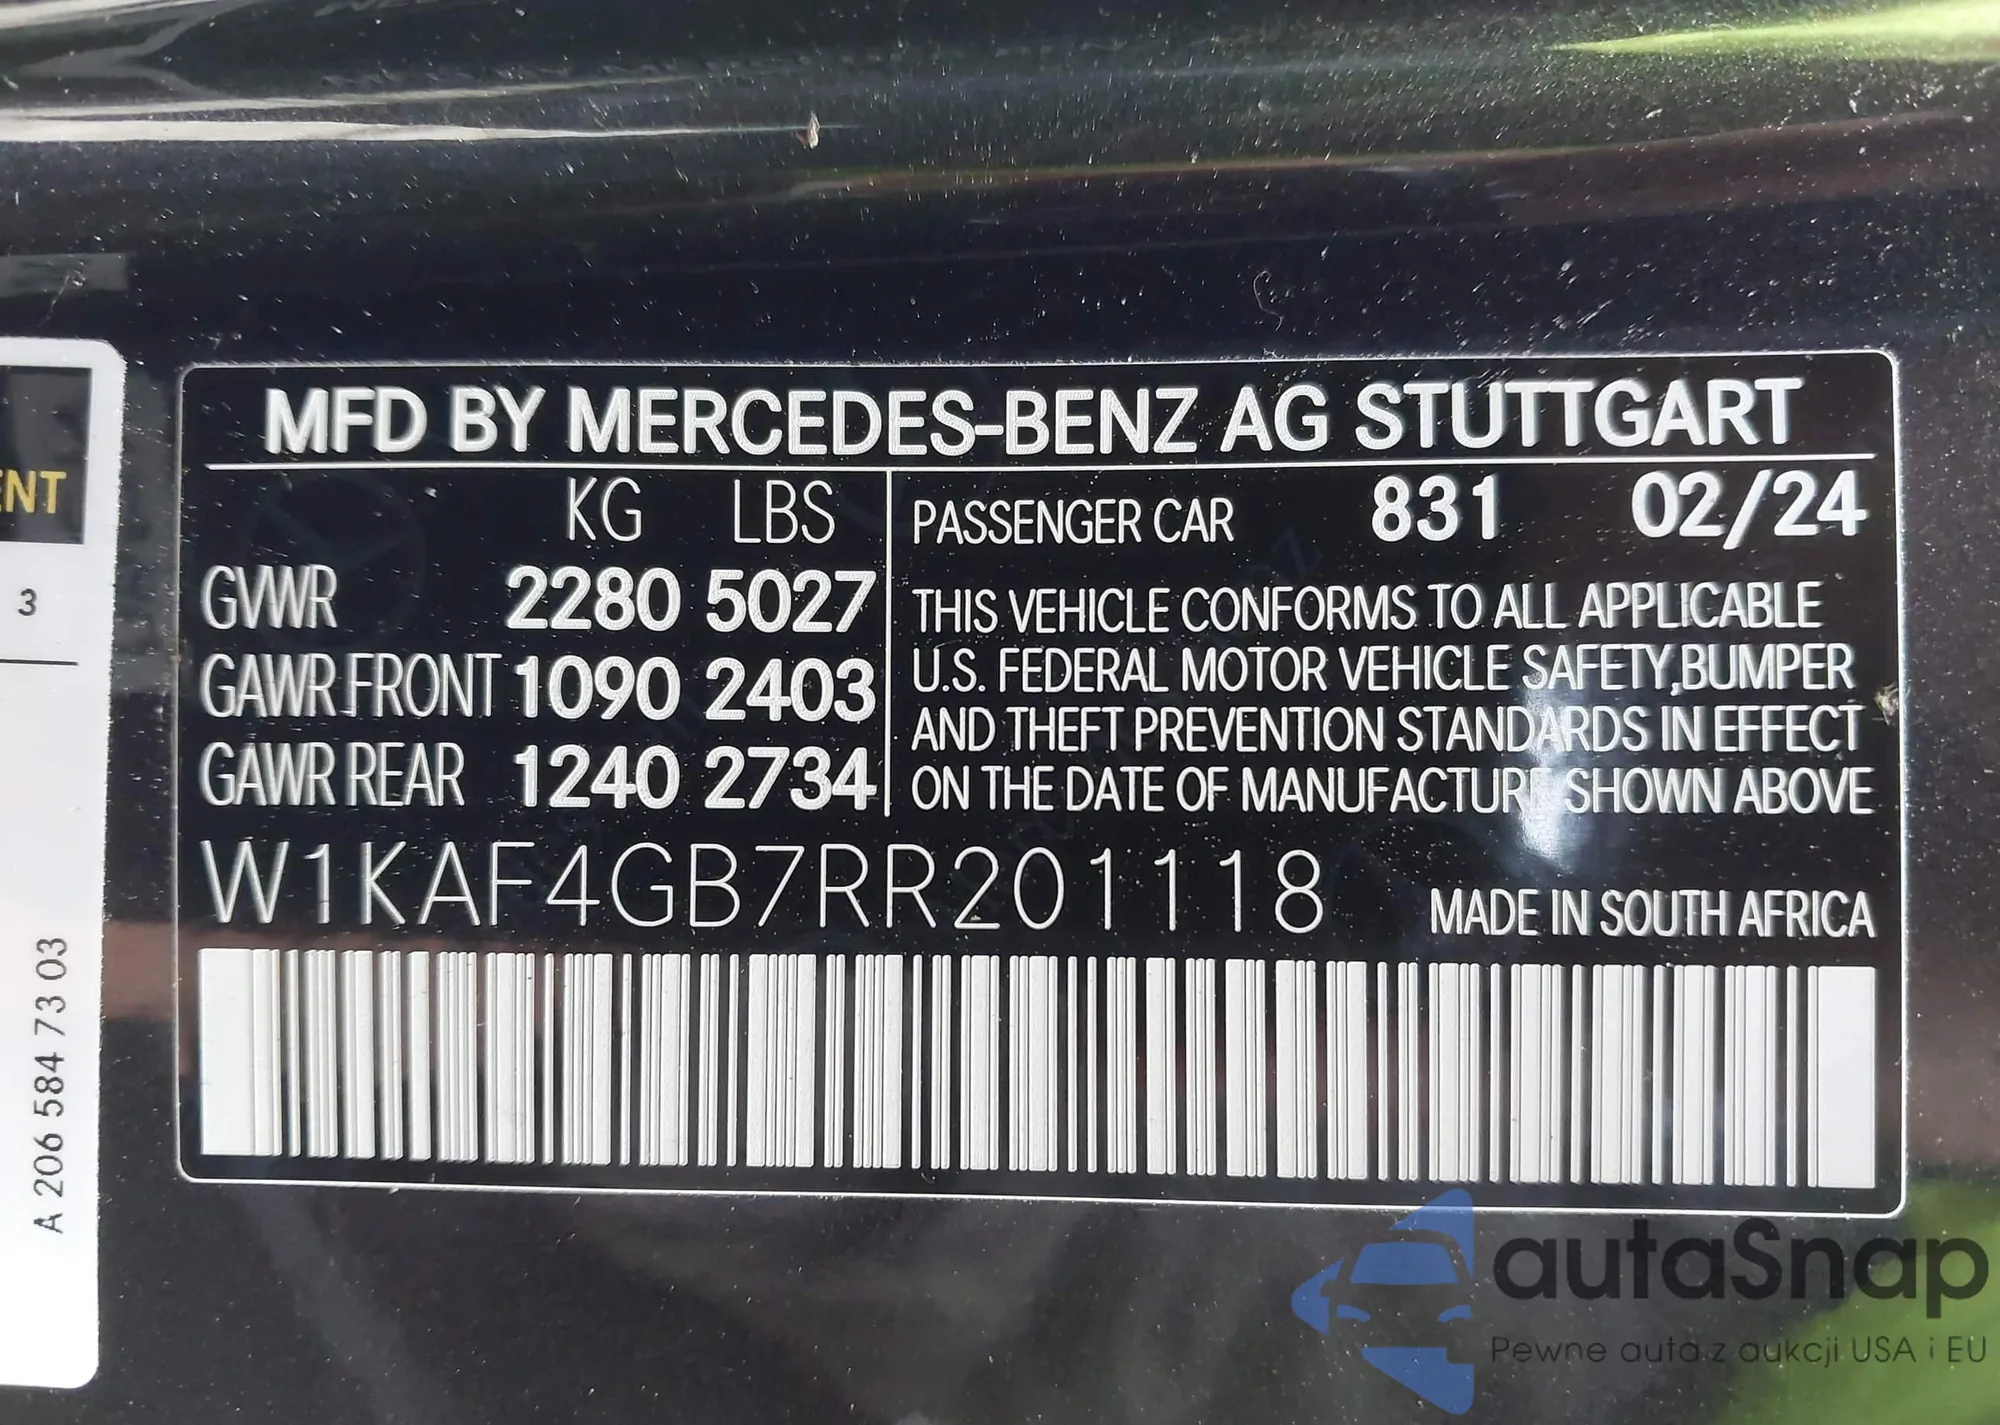 MFD BY MERCEDES-BENZ AG STUTTGART
KG LBS
GVWR 2280 5027
GAWR FRONT 1090 2403
GAWR REAR 1240 2734
PASSENGER CAR 831 02/24
THIS VEHICLE CONFORMS TO ALL APPLICABLE
U.S. FEDERAL MOTOR VEHICLE SAFETY,BUMPER
AND THEFT PREVENTION STANDARDS IN EFFECT
ON THE DATE OF MANUFACTURE SHOWN ABOVE
W1KAF4GB7RR201118
MADE IN SOUTH AFRICA
ENT
3
A 206 584 73 03
autaSnap
Pewne auta z aukcji USA i EU